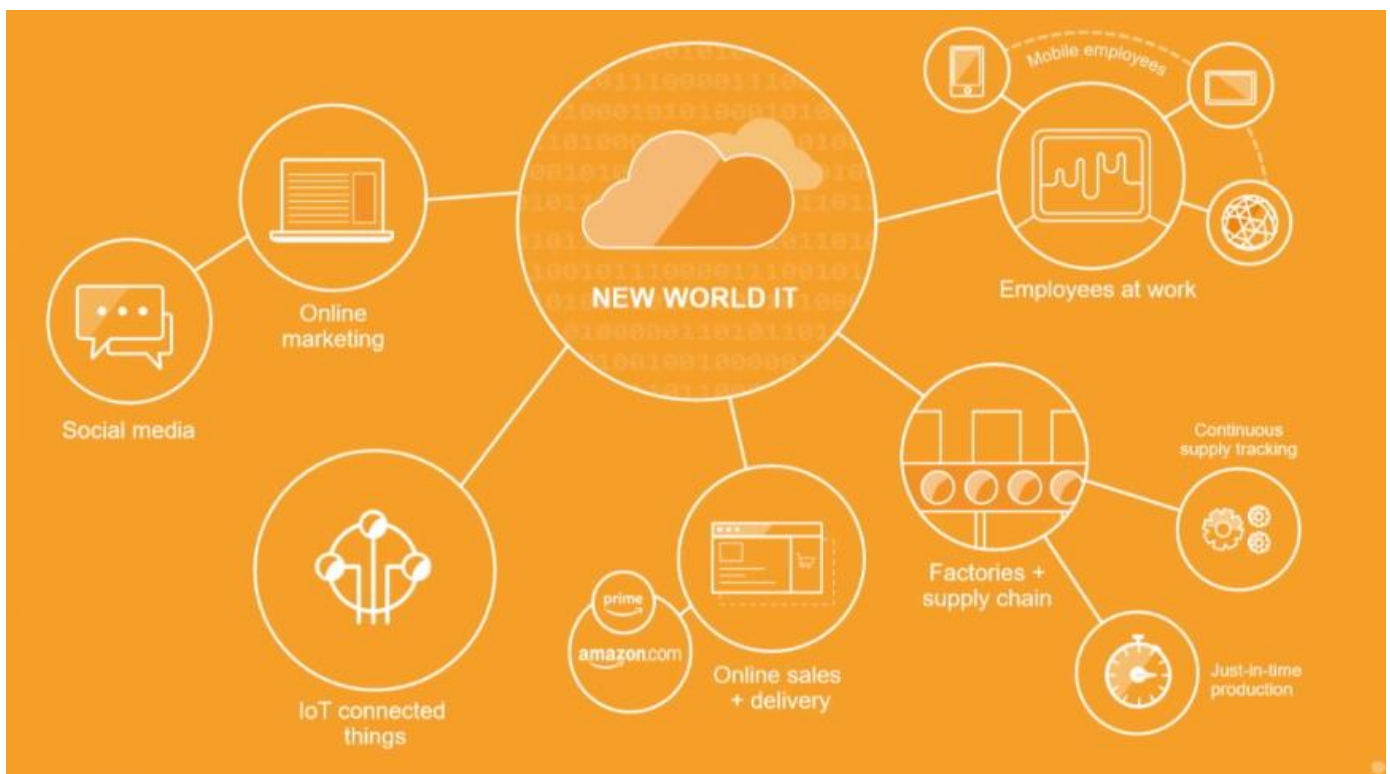 Mobile employees
NEW WORLD IT
Employees at work
Online
marketing
Social media
Continuous
supply tracking
Factories +
supply chain
prime
amazon.com
Online sales
+ delivery
Just-in-time
production
IoT connected
things